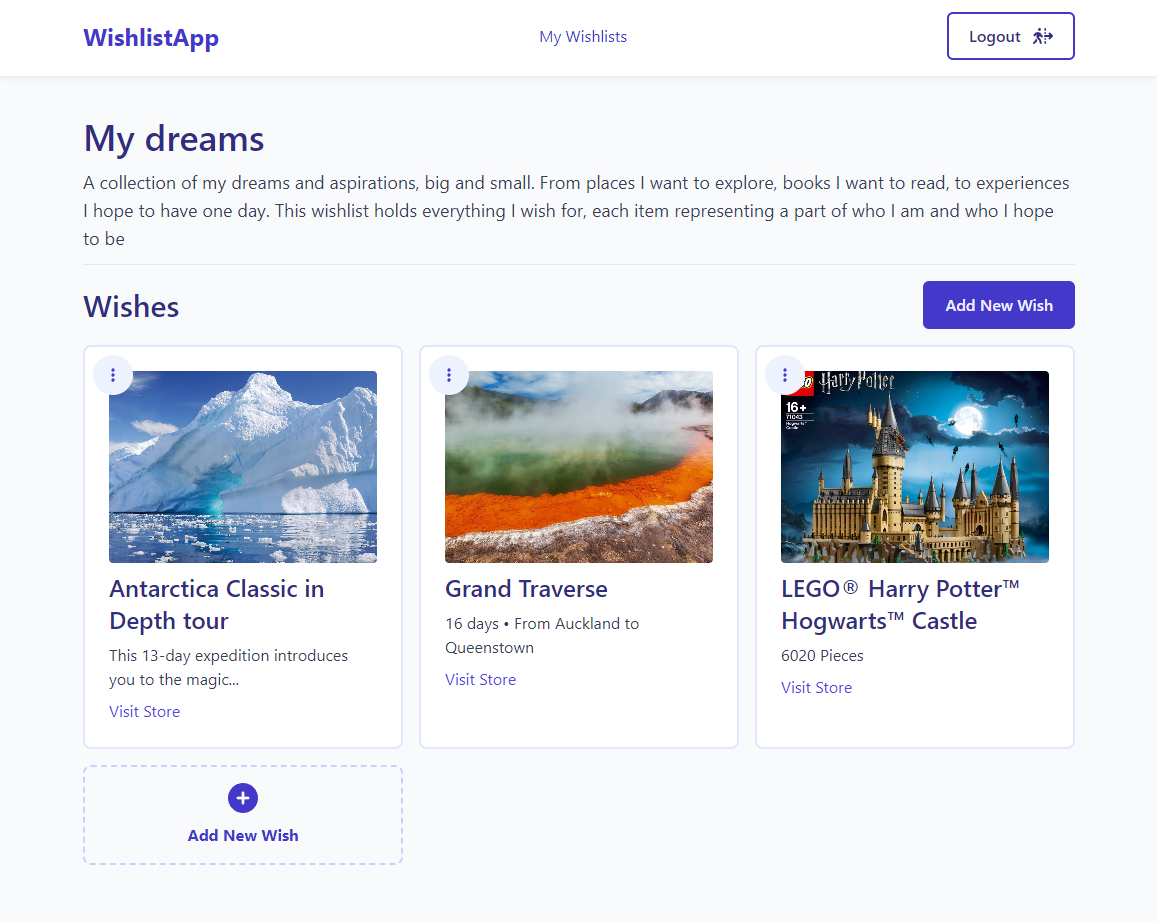 WishlistApp
My Wishlists
Logout
My dreams
A collection of my dreams and aspirations, big and small. From places I want to explore, books I want to read, to experiences
I hope to have one day. This wishlist holds everything I wish for, each item representing a part of who I am and who I hope
to be
Wishes
Add New Wish
Harry Potter
16+
71043
Hogwarts™
Castle
Antarctica Classic in
Depth tour
This 13-day expedition introduces
you to the magic...
Visit Store
Grand Traverse
16 days • From Auckland to
Queenstown
Visit Store
LEGO® Harry Potter™
Hogwarts™ Castle
6020 Pieces
Visit Store
Add New Wish